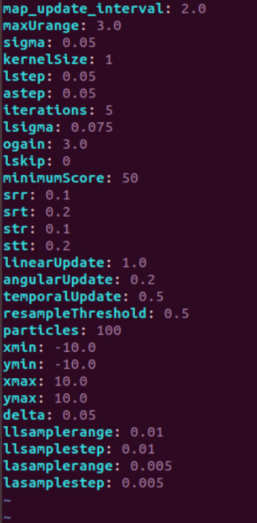 map_update_interval: 2.0
maxUrange: 3.0
sigma: 0.05
kernelSize: 1
lstep: 0.05
astep: 0.05
iterations: 5
lsigma: 0.075
ogain: 3.0
lskip: 0
minimumScore: 50
srr: 0.1
srt: 0.2
str: 0.1
stt: 0.2
linearUpdate: 1.0
angularUpdate: 0.2
temporalUpdate: 0.5
resampleThreshold: 0.5
particles: 100
xmin: -10.0
ymin: -10.0
xmax: 10.0
ymax: 10.0
delta: 0.05
llsamplerange: 0.01
llsamplestep: 0.01
lasamplerange: 0.005
lasamplestep: 0.005
~
~